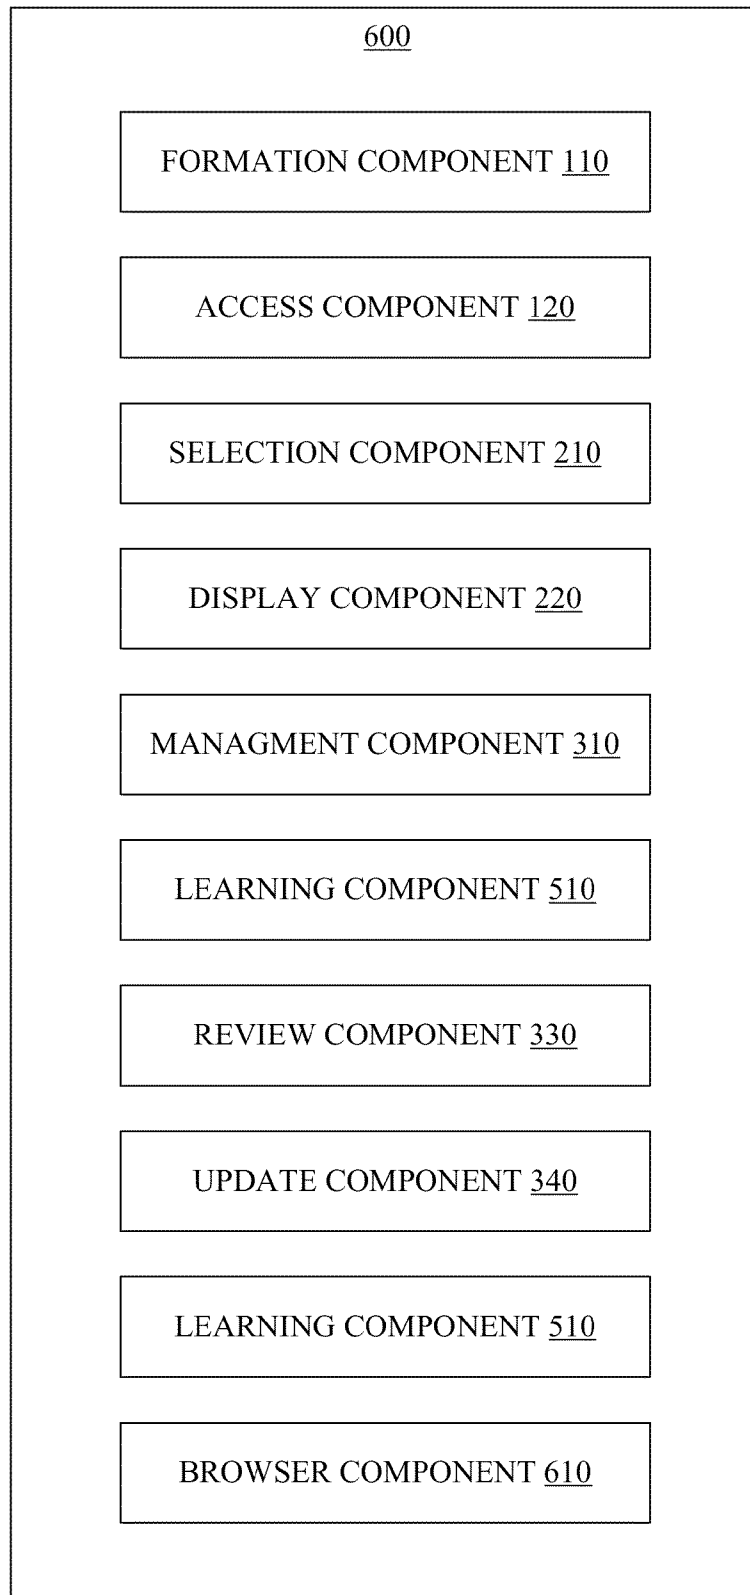 600
FORMATION COMPONENT 110
ACCESS COMPONENT 120
SELECTION COMPONENT 210
DISPLAY COMPONENT 220
MANAGMENT COMPONENT 310
LEARNING COMPONENT 510
REVIEW COMPONENT 330
UPDATE COMPONENT 340
LEARNING COMPONENT 510
BROWSER COMPONENT 610